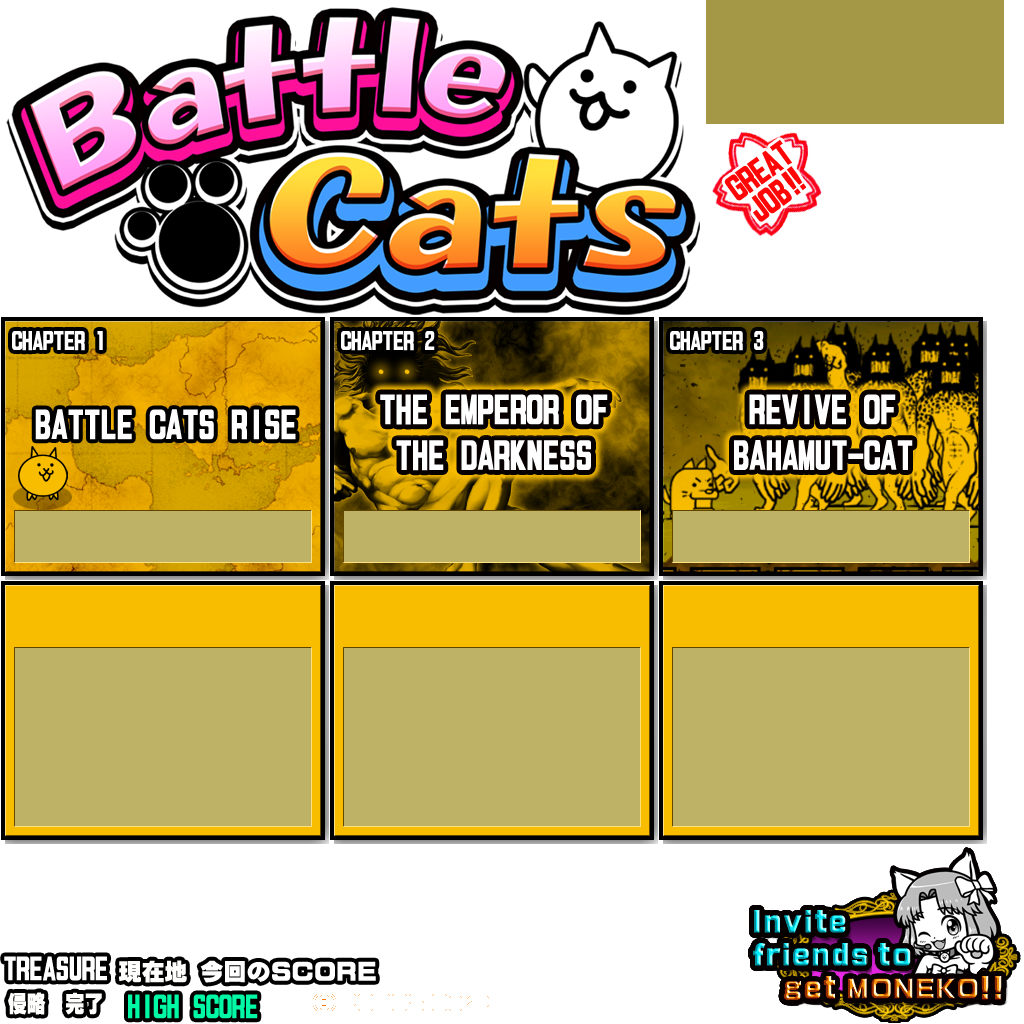 Battle
Cats
GREAT
JOB!!
CHAPTER 1
BATTLE CATS RISE
CHAPTER 2
THE EMPEROR OF
THE DARKNESS
CHAPTER 3
REVIVE OF
BAHAMUT-CAT
Invite
friends to
get MONEKO!!
TREASURE 現在地 今回のSCORE
侵略 完了 HIGH SCORE